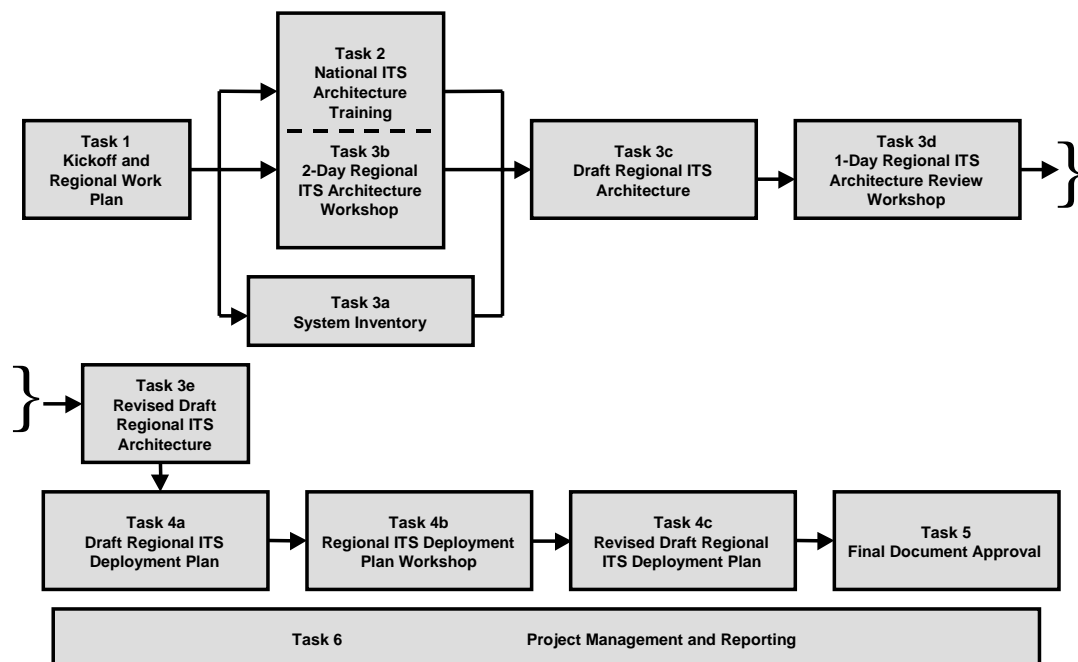 Task 1
Kickoff and
Regional Work
Plan
Task 2
National ITS
Architecture
Training
Task 3b
2-Day Regional
ITS Architecture
Workshop
Task 3a
System Inventory
Task 3c
Draft Regional ITS
Architecture
Task 3d
1-Day Regional ITS
Architecture Review
Workshop
}
}
Task 3e
Revised Draft
Regional ITS
Architecture
Task 4a
Draft Regional ITS
Deployment Plan
Task 4b
Regional ITS Deployment
Plan Workshop
Task 4c
Revised Draft Regional
ITS Deployment Plan
Task 5
Final Document Approval
Task 6 Project Management and Reporting